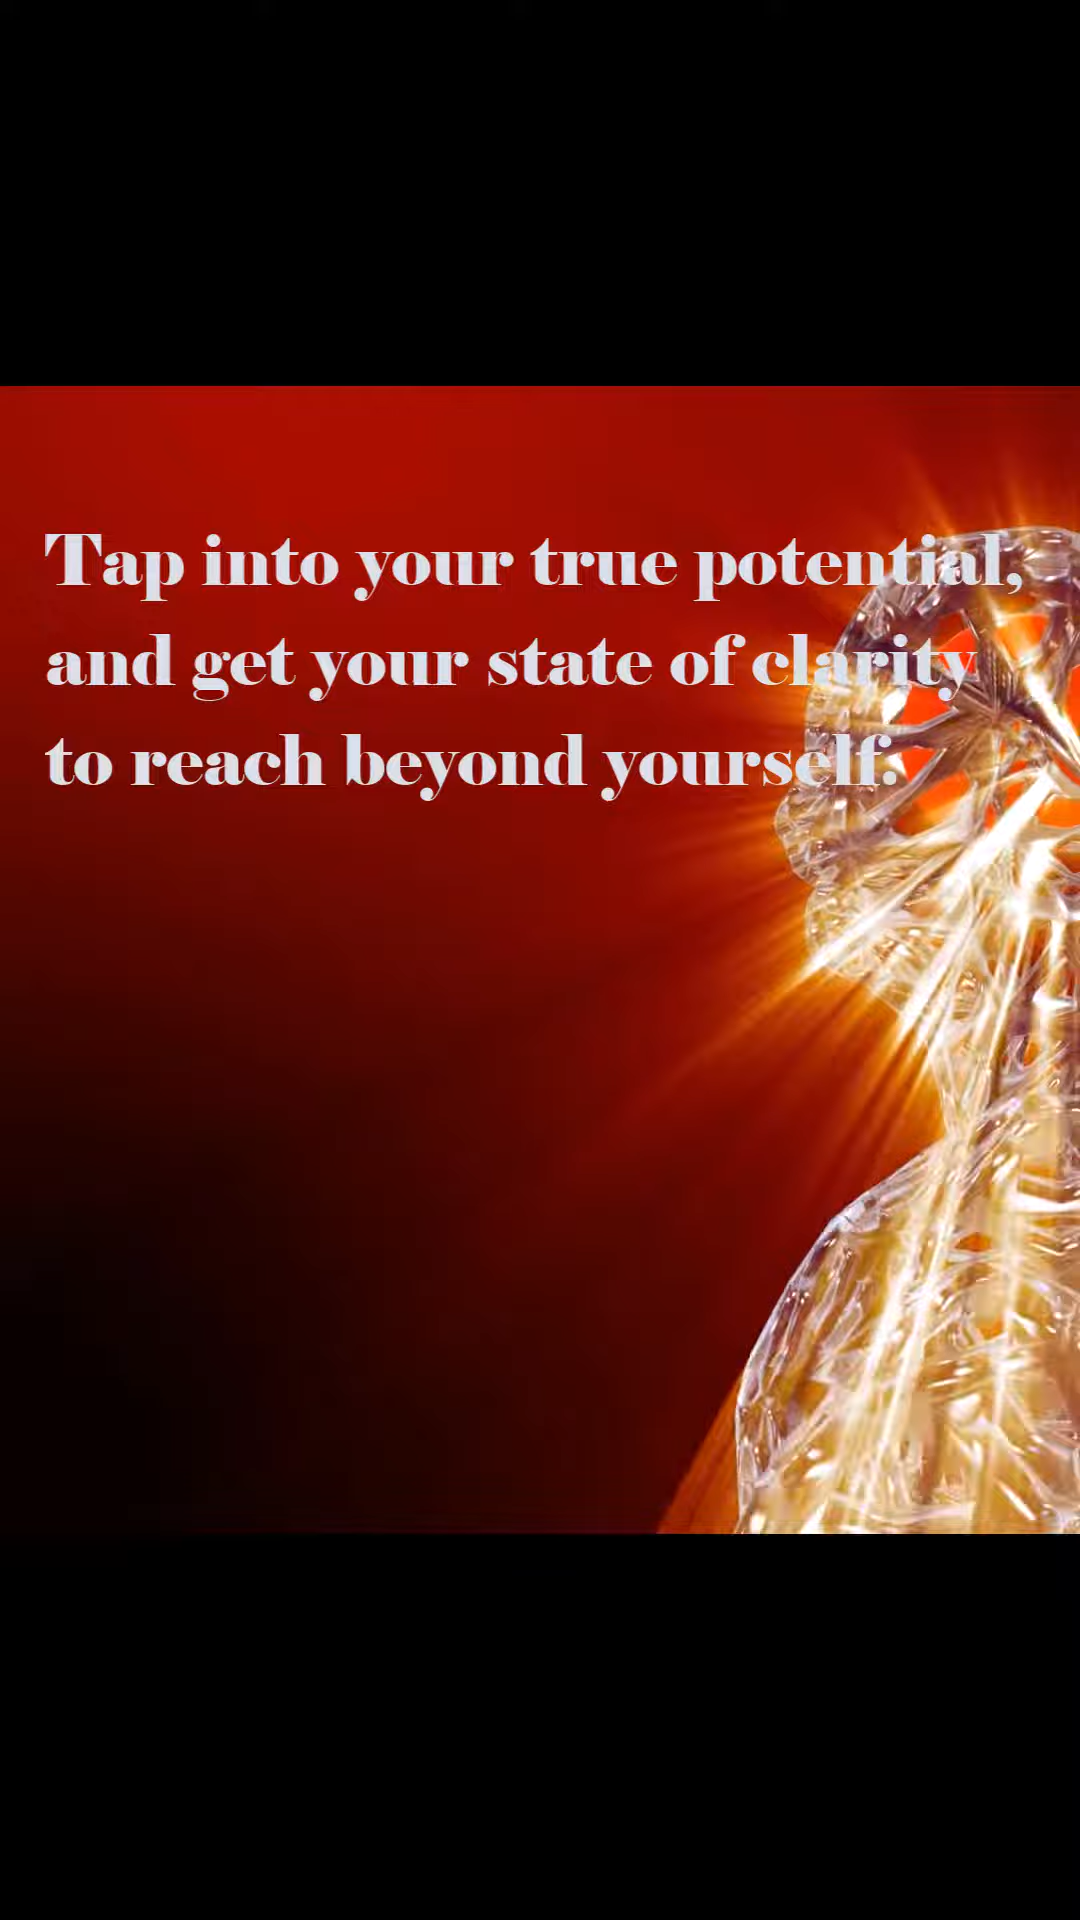 Tap into your true potential,
and get your state of clarity
to reach beyond yourself.